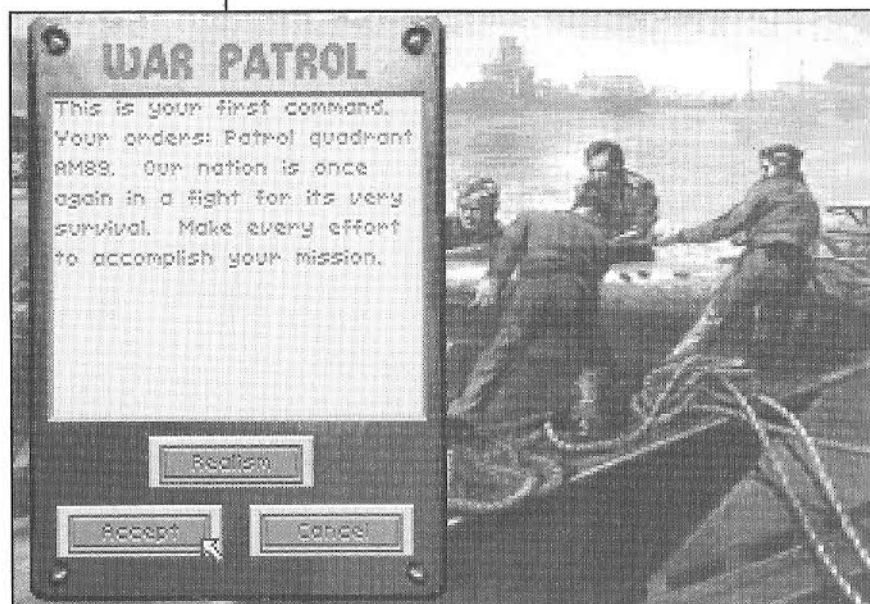 WAR PATROL
This is your first command.
Your orders: Patrol quadrant
AM89.  Our nation is once
again in a fight for its very
survival.  Make every effort
to accomplish your mission.
Realism
Accept
Cancel